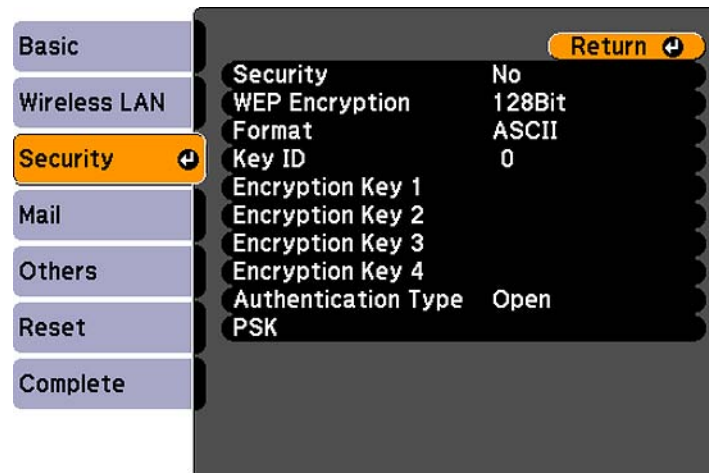 Basic
Wireless LAN
Security
Mail
Others
Reset
Complete
Return
Security No
WEP Encryption 128Bit
Format ASCII
Key ID 0
Encryption Key 1
Encryption Key 2
Encryption Key 3
Encryption Key 4
Authentication Type Open
PSK